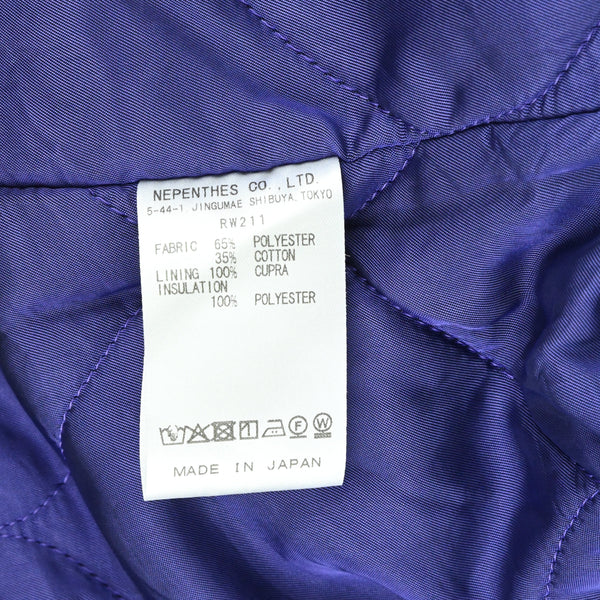 NEPENTHES CO., LTD.
5-44-1, JINGUMAE SHIBUYA, TOKYO
RW211
FABRIC 65% POLYESTER
35% COTTON
LINING 100% CUPRA
INSULATION
100% POLYESTER
F W
MADE IN JAPAN